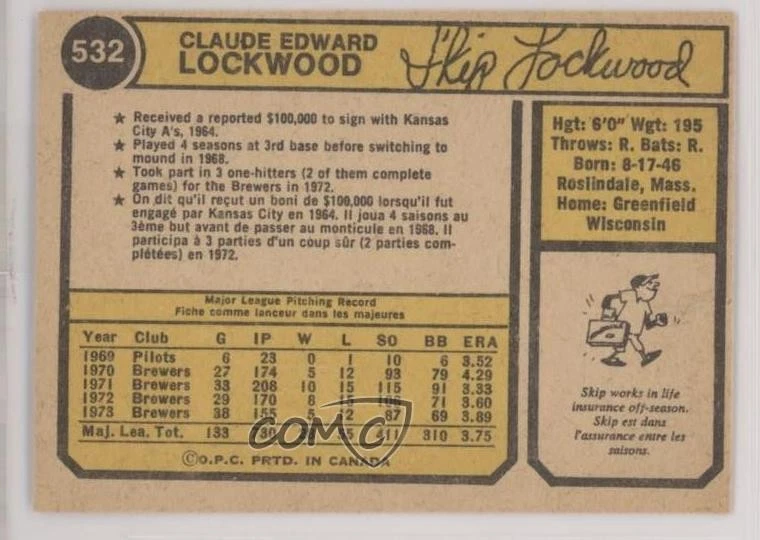 532
CLAUDE EDWARD
LOCKWOOD
Skip Lockwood
★ Received a reported $100,000 to sign with Kansas
City A's, 1964.
★ Played 4 seasons at 3rd base before switching to
mound in 1968.
★ Took part in 3 one-hitters (2 of them complete
games) for the Brewers in 1972.
★ On dit qu'il reçut un boni de $100,000 lorsqu'il fut
engagé par Kansas City en 1964. Il joua 4 saisons au
3ème but avant de passer au monticule en 1968. Il
participa à 3 parties d'un coup sûr (2 parties com-
plétées) en 1972.
Hgt: 6'0" Wgt: 195
Throws: R. Bats: R.
Born: 8-17-46
Roslindale, Mass.
Home: Greenfield
Wisconsin
Major League Pitching Record
Fiche comme lanceur dans les majeures
Year Club G IP W L SO BB ERA
1969 Pilots 6 23 0 1 10 6 3.52
1970 Brewers 27 174 5 12 93 79 4.29
1971 Brewers 33 208 10 15 115 91 3.33
1972 Brewers 29 170 8 15 106 71 3.60
1973 Brewers 38 155 5 12 87 69 3.89
Maj. Lea. Tot. 133 730 411 310 3.75
©O.P.C. PRTD. IN CANADA
COMC
Skip works in life
insurance off-season.
Skip est dans
l'assurance entre les
saisons.